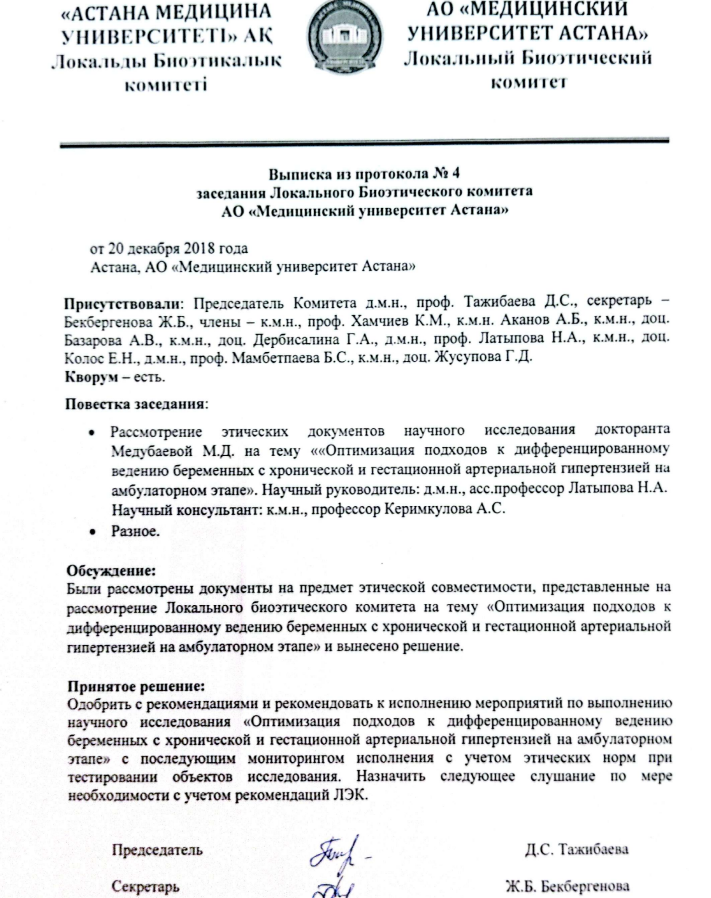 «АСТАНА МЕДИЦИНА
УНИВЕРСИТЕТІ» АҚ
Локальды Биоэтикалық
комитеті
АО «МЕДИЦИНСКИЙ
УНИВЕРСИТЕТ АСТАНА»
Локальный Биоэтический
комитет
Выписка из протокола № 4
заседания Локального Биоэтического комитета
АО «Медицинский университет Астана»
от 20 декабря 2018 года
Астана, АО «Медицинский университет Астана»
Присутствовали: Председатель Комитета д.м.н., проф. Тажибаева Д.С., секретарь –
Бекбергенова Ж.Б., члены – к.м.н., проф. Хамчиев К.М., к.м.н. Аканов А.Б., к.м.н., доц.
Базарова А.В., к.м.н., доц. Дербисалина Г.А., д.м.н., проф. Латыпова Н.А., к.м.н., доц.
Колос Е.Н., д.м.н., проф. Мамбетпаева Б.С., к.м.н., доц. Жусупова Г.Д.
Кворум – есть.
Повестка заседания:
• Рассмотрение этических документов научного исследования докторанта
Медубаевой М.Д. на тему ««Оптимизация подходов к дифференцированному
ведению беременных с хронической и гестационной артериальной гипертензией на
амбулаторном этапе». Научный руководитель: д.м.н., асс.профессор Латыпова Н.А.
Научный консультант: к.м.н., профессор Керимкулова А.С.
• Разное.
Обсуждение:
Были рассмотрены документы на предмет этической совместимости, представленные на
рассмотрение Локального биоэтического комитета на тему «Оптимизация подходов к
дифференцированному ведению беременных с хронической и гестационной артериальной
гипертензией на амбулаторном этапе» и вынесено решение.
Принятое решение:
Одобрить с рекомендациями и рекомендовать к исполнению мероприятий по выполнению
научного исследования «Оптимизация подходов к дифференцированному ведению
беременных с хронической и гестационной артериальной гипертензией на амбулаторном
этапе» с последующим мониторингом исполнения с учетом этических норм при
тестировании объектов исследования. Назначить следующее слушание по мере
необходимости с учетом рекомендаций ЛЭК.
Председатель Д.С. Тажибаева
Секретарь Ж.Б. Бекбергенова